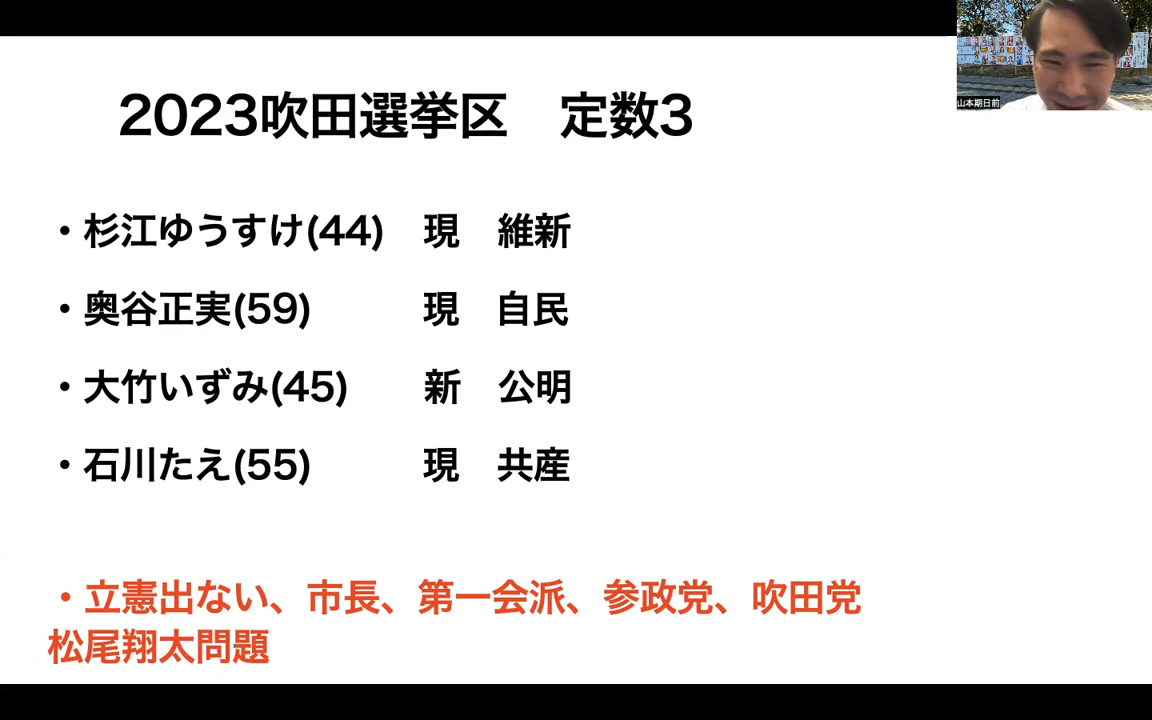 2023吹田選挙区　定数3
山本期日前
・杉江ゆうすけ(44)　現　維新
・奥谷正実(59)　　　現　自民
・大竹いずみ(45)　　新　公明
・石川たえ(55)　　　現　共産
・立憲出ない、市長、第一会派、参政党、吹田党
松尾翔太問題